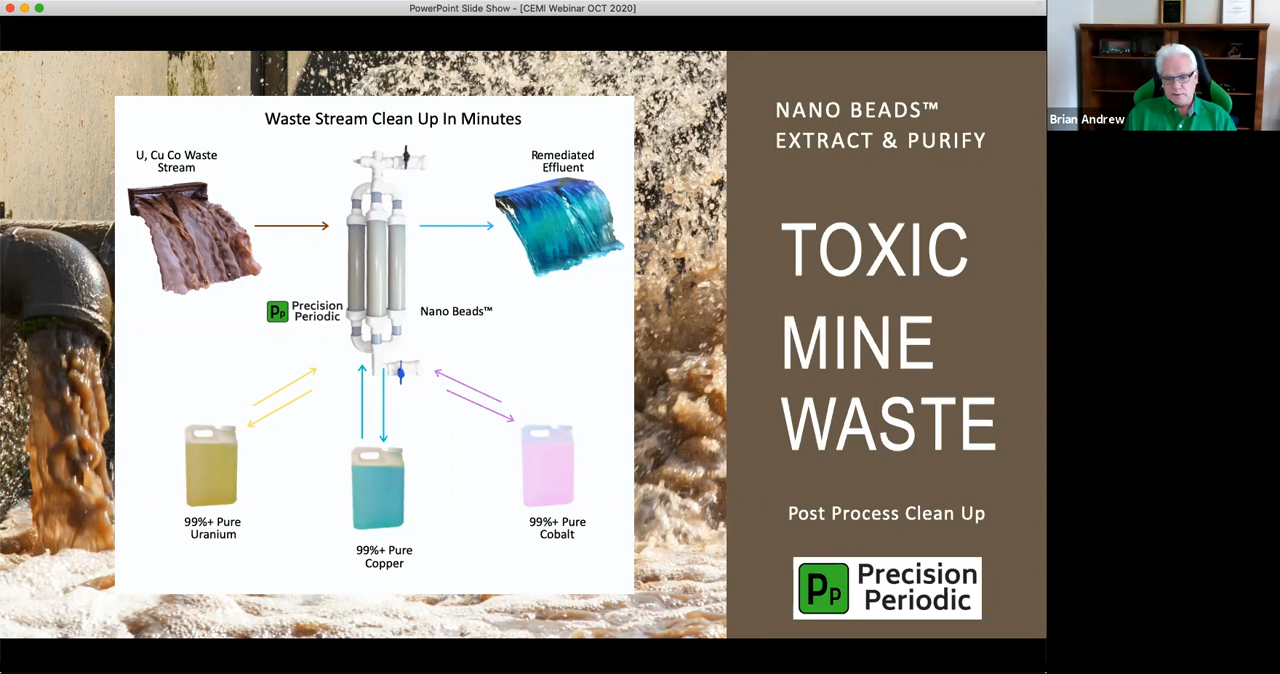 PowerPoint Slide Show - [CEMI Webinar OCT 2020]
Waste Stream Clean Up In Minutes
U, Cu Co Waste
Stream
Remediated
Effluent
Pp Precision
Periodic
Nano Beads™
99%+ Pure
Uranium
99%+ Pure
Copper
99%+ Pure
Cobalt
NANO BEADS™
EXTRACT & PURIFY
TOXIC
MINE
WASTE
Post Process Clean Up
Pp Precision
Periodic
Brian Andrew